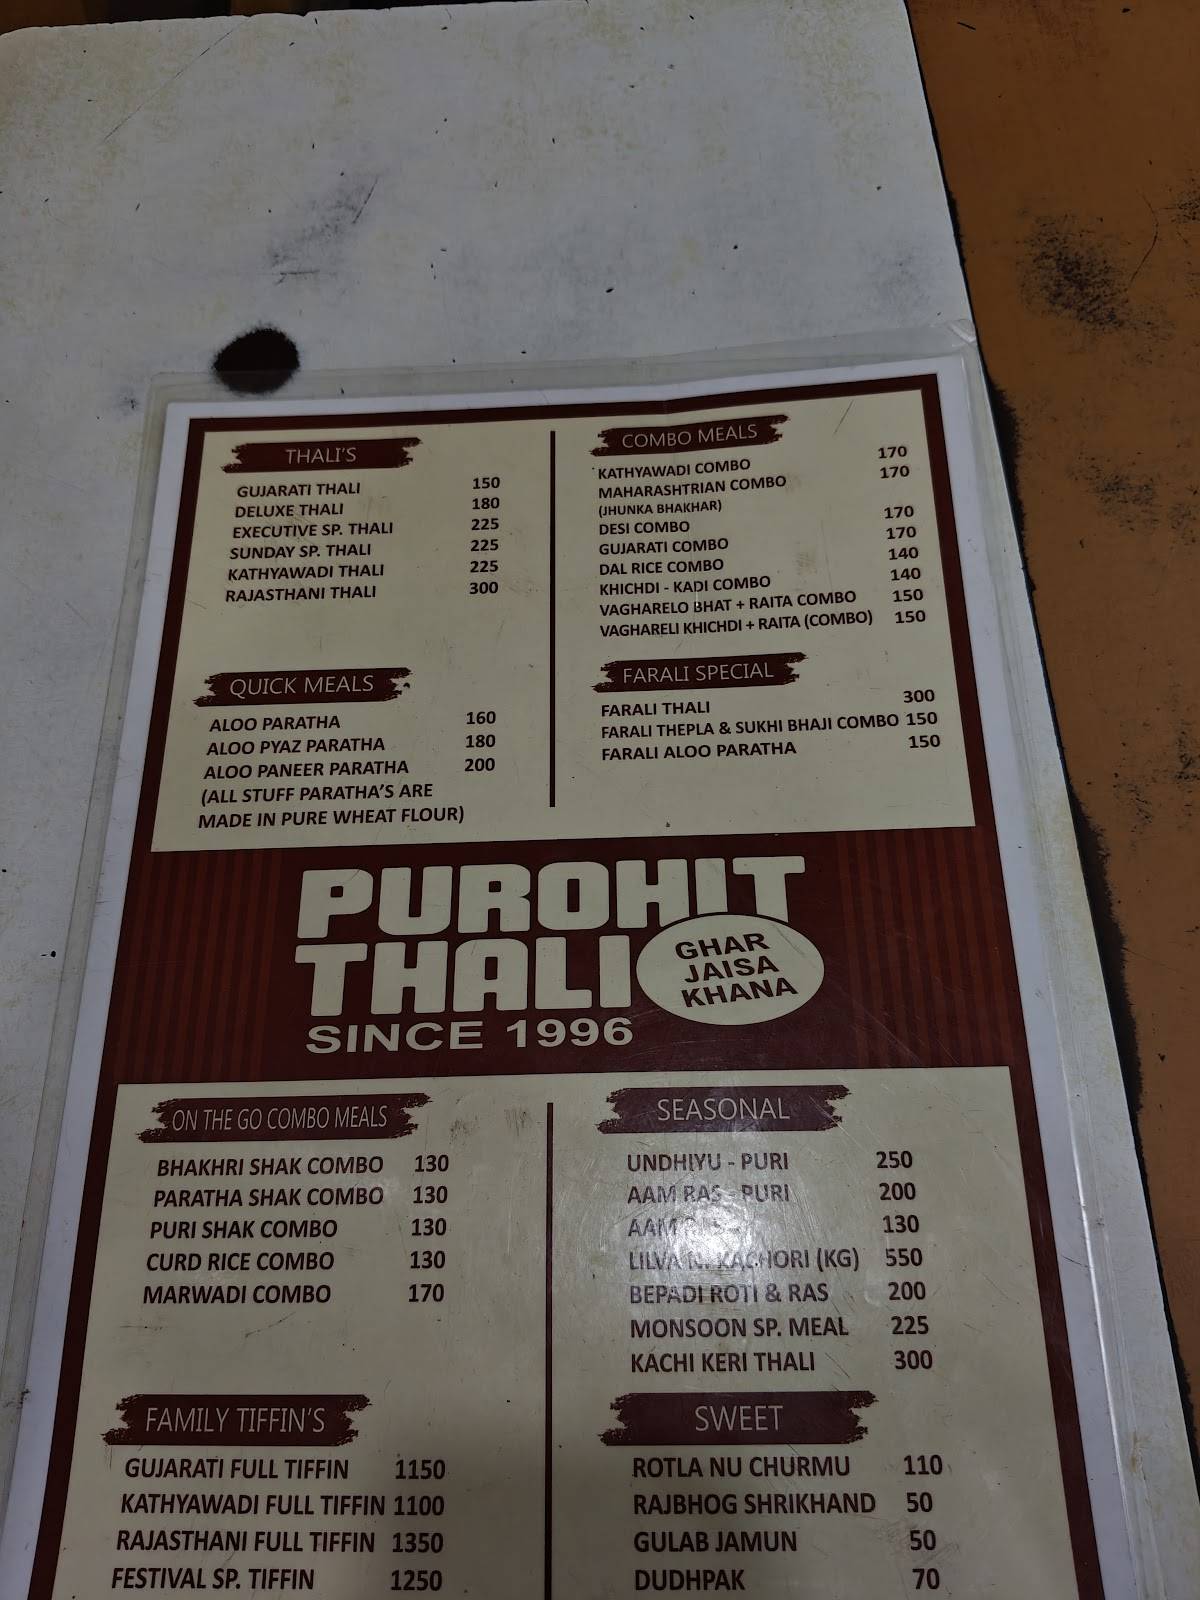 THALI'S
GUJARATI THALI 150
DELUXE THALI 180
EXECUTIVE SP. THALI 225
SUNDAY SP. THALI 225
KATHYAWADI THALI 225
RAJASTHANI THALI 300
QUICK MEALS
ALOO PARATHA 160
ALOO PYAZ PARATHA 180
ALOO PANEER PARATHA 200
(ALL STUFF PARATHA'S ARE
MADE IN PURE WHEAT FLOUR)
COMBO MEALS
KATHYAWADI COMBO 170
MAHARASHTRIAN COMBO 170
(JHUNKA BHAKHAR)
DESI COMBO 170
GUJARATI COMBO 170
DAL RICE COMBO 140
KHICHDI - KADI COMBO 140
VAGHARELO BHAT + RAITA COMBO 150
VAGHARELI KHICHDI + RAITA (COMBO) 150
FARALI SPECIAL
FARALI THALI 300
FARALI THEPLA & SUKHI BHAJI COMBO 150
FARALI ALOO PARATHA 150
PUROHIT
THALI
GHAR
JAISA
KHANA
SINCE 1996
ON THE GO COMBO MEALS
BHAKHRI SHAK COMBO 130
PARATHA SHAK COMBO 130
PURI SHAK COMBO 130
CURD RICE COMBO 130
MARWADI COMBO 170
FAMILY TIFFIN'S
GUJARATI FULL TIFFIN 1150
KATHYAWADI FULL TIFFIN 1100
RAJASTHANI FULL TIFFIN 1350
FESTIVAL SP. TIFFIN 1250
SEASONAL
UNDHIYU - PURI 250
AAM RAS - PURI 200
AAM RAS 130
LILVA NI KACHORI (KG) 550
BEPADI ROTI & RAS 200
MONSOON SP. MEAL 225
KACHI KERI THALI 300
SWEET
ROTLA NU CHURMU 110
RAJBHOG SHRIKHAND 50
GULAB JAMUN 50
DUDHPAK 70